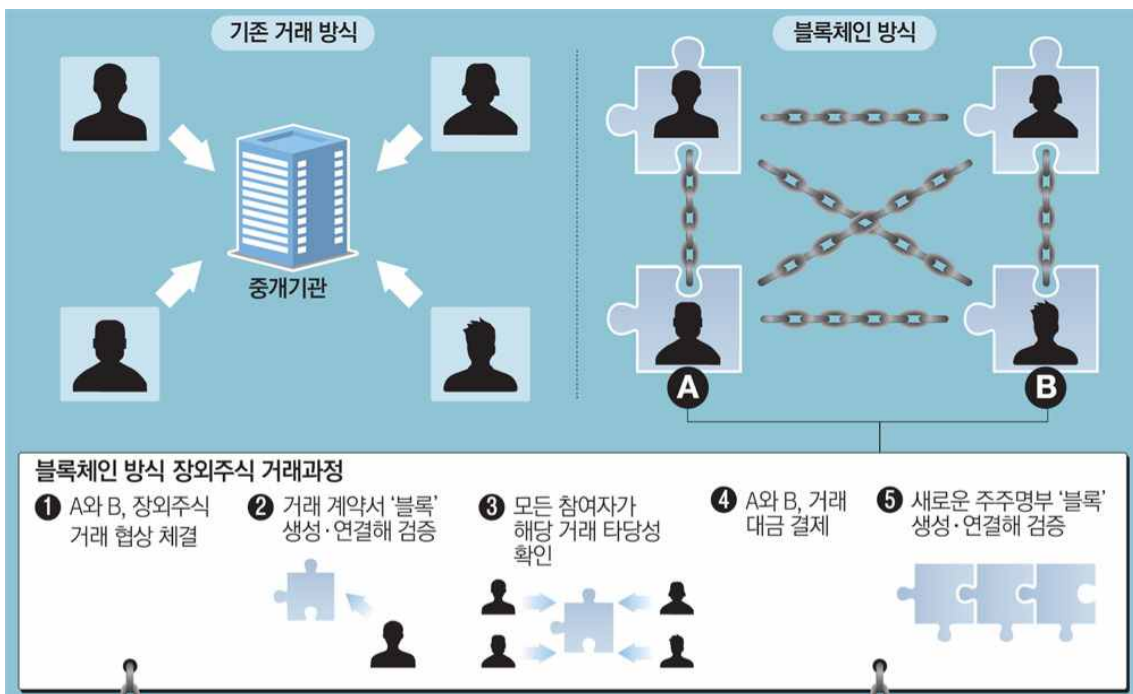 기존 거래 방식
중개기관
블록체인 방식
A
B
블록체인 방식 장외주식 거래과정
1 A와 B, 장외주식
거래 협상 체결
2 거래 계약서 '블록'
생성·연결해 검증
3 모든 참여자가
해당 거래 타당성
확인
4 A와 B, 거래
대금 결제
5 새로운 주주명부 '블록'
생성·연결해 검증